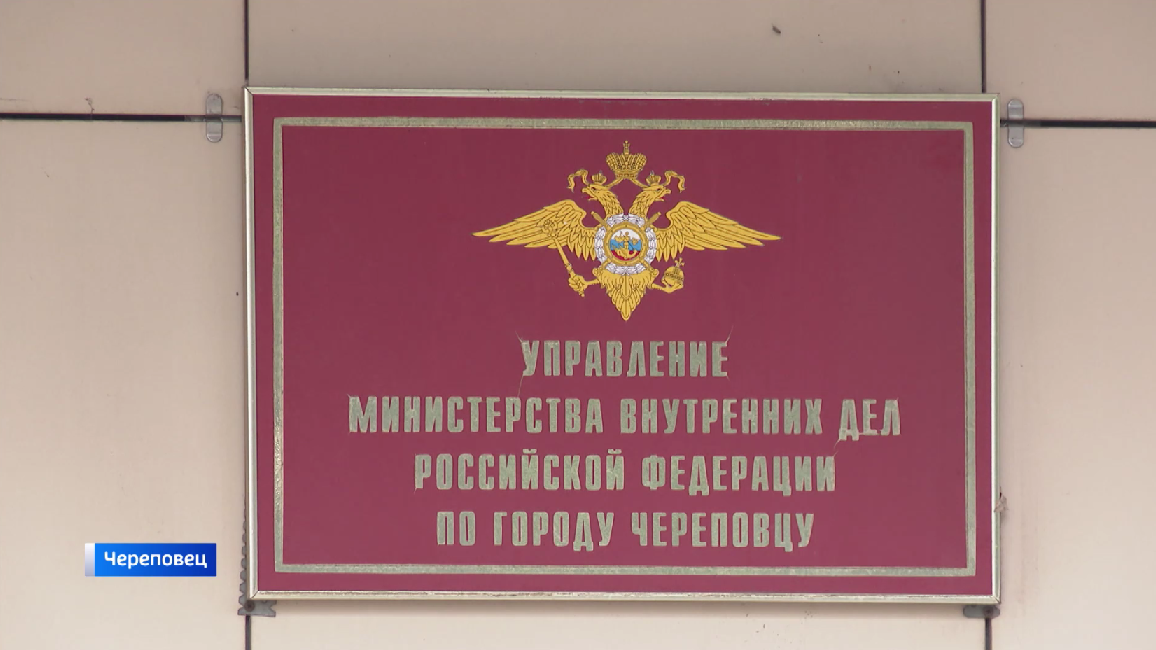 УПРАВЛЕНИЕ
МИНИСТЕРСТВА ВНУТРЕННИХ ДЕЛ
РОССИЙСКОЙ ФЕДЕРАЦИИ
ПО ГОРОДУ ЧЕРЕПОВЦУ
Череповец